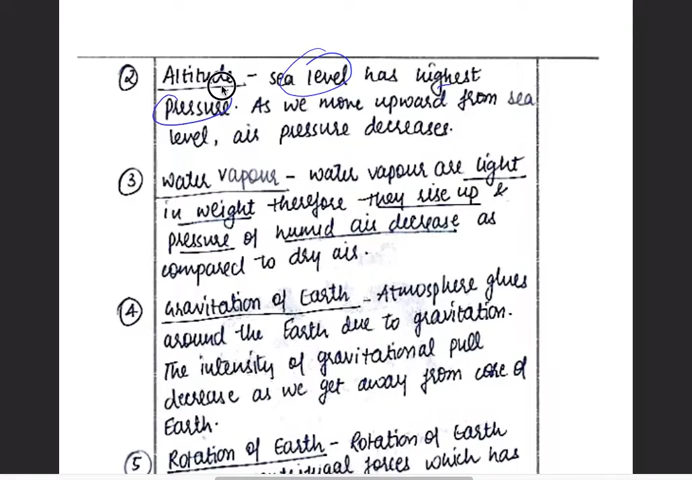 ② Altitude - sea level has highest
pressure. As we move upward from sea
level, air pressure decreases.
③ Water vapour - water vapour are light
in weight therefore they rise up &
pressure of humid air decrease as
compared to dry air.
④ Gravitation of Earth - Atmosphere glues
around the Earth due to gravitation.
The intensity of gravitational pull
decrease as we get away from core of
Earth.
⑤ Rotation of Earth - Rotation of Earth
forces which has